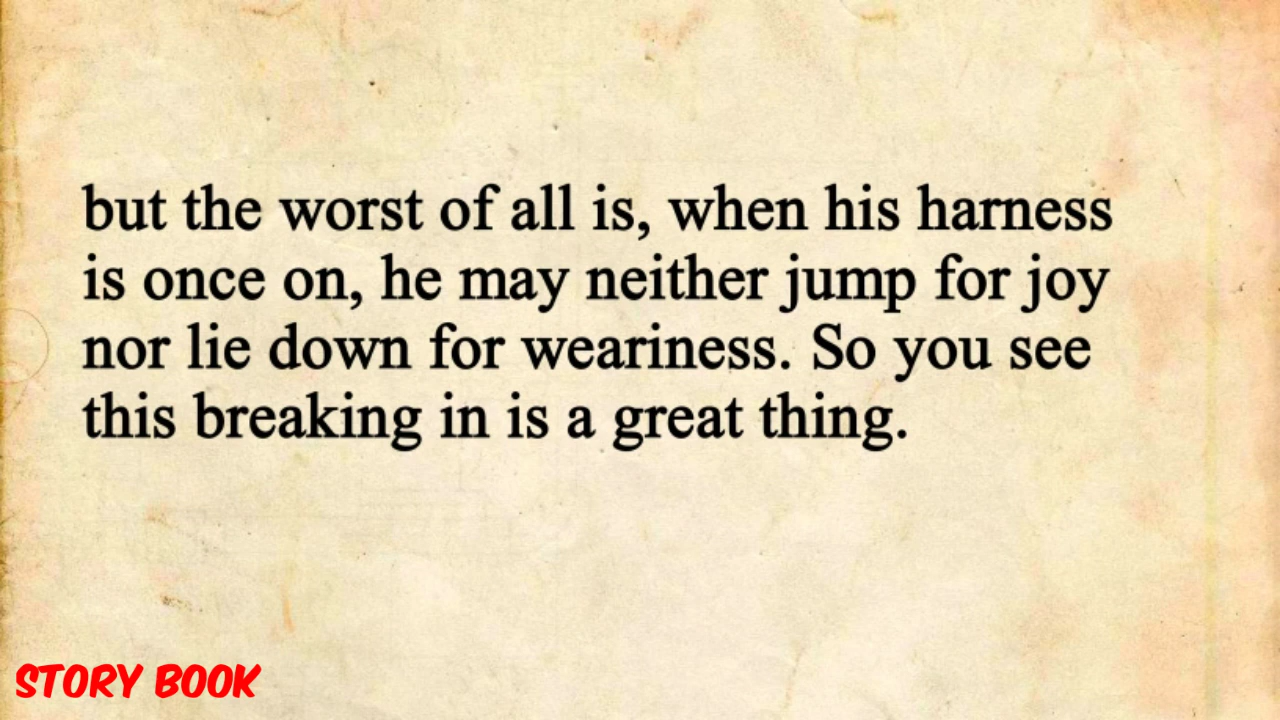 but the worst of all is, when his harness
is once on, he may neither jump for joy
nor lie down for weariness. So you see
this breaking in is a great thing.
STORY BOOK